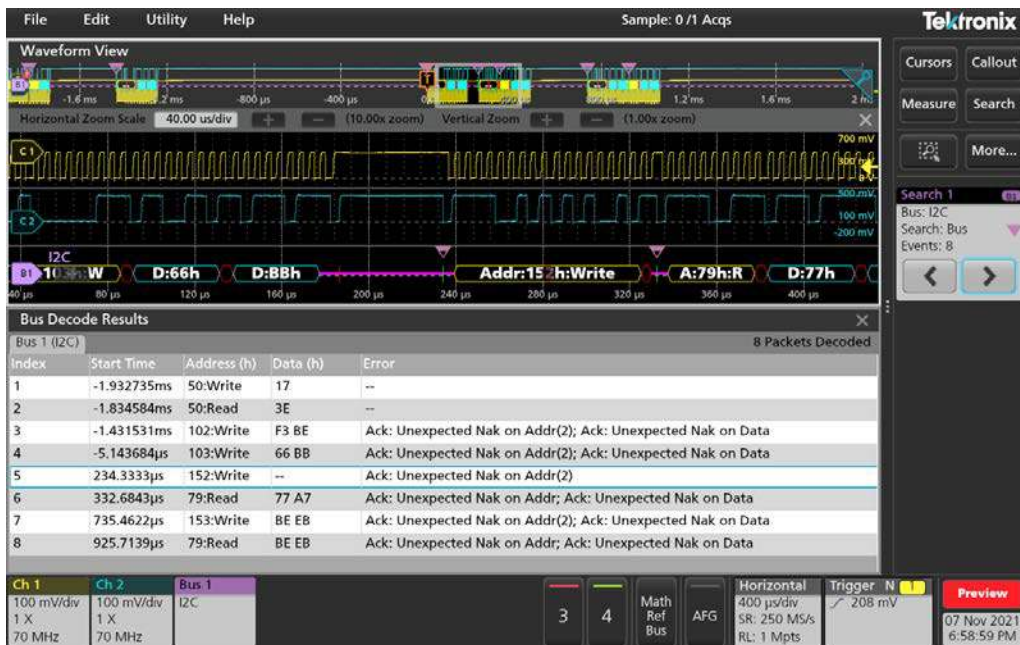 File Edit Utility Help Sample: 0 /1 Acqs Tektronix
Waveform View
Cursors Callout
-1.6 ms -800 µs -400 µs 1.2 ms 1.6 ms
Measure Search
Horizontal Zoom Scale 40.00 us/div (10.00x zoom) Vertical Zoom (1.00x zoom)
More...
C 1 700 mV
300 mV
C 2 500 mV
100 mV
-200 mV
Search 1 B1
Bus: I2C
Search: Bus
Events: 8
I2C
B1 D:66h D:BBh Addr:152h:Write A:79h:R D:77h
40 µs 80 µs 120 µs 160 µs 200 µs 240 µs 280 µs 320 µs 360 µs 400 µs
Bus Decode Results
Bus 1 (I2C) 8 Packets Decoded
Index Start Time Address (h) Data (h) Error
1 -1.932735ms 50:Write 17 --
2 -1.834584ms 50:Read 3E --
3 -1.431531ms 102:Write F3 BE Ack: Unexpected Nak on Addr(2); Ack: Unexpected Nak on Data
4 -5.143684µs 103:Write 66 BB Ack: Unexpected Nak on Addr(2); Ack: Unexpected Nak on Data
5 234.3333µs 152:Write -- Ack: Unexpected Nak on Addr(2)
6 332.6843µs 79:Read 77 A7 Ack: Unexpected Nak on Addr; Ack: Unexpected Nak on Data
7 735.4622µs 153:Write BE EB Ack: Unexpected Nak on Addr(2); Ack: Unexpected Nak on Data
8 925.7139µs 79:Read BE EB Ack: Unexpected Nak on Addr; Ack: Unexpected Nak on Data
Ch 1
100 mV/div
1 X
70 MHz
Ch 2
100 mV/div
1 X
70 MHz
Bus 1
I2C
3
4
Math
Ref
Bus
AFG
Horizontal
400 µs/div
SR: 250 MS/s
RL: 1 Mpts
Trigger N 1
208 mV
Preview
07 Nov 2021
6:58:59 PM